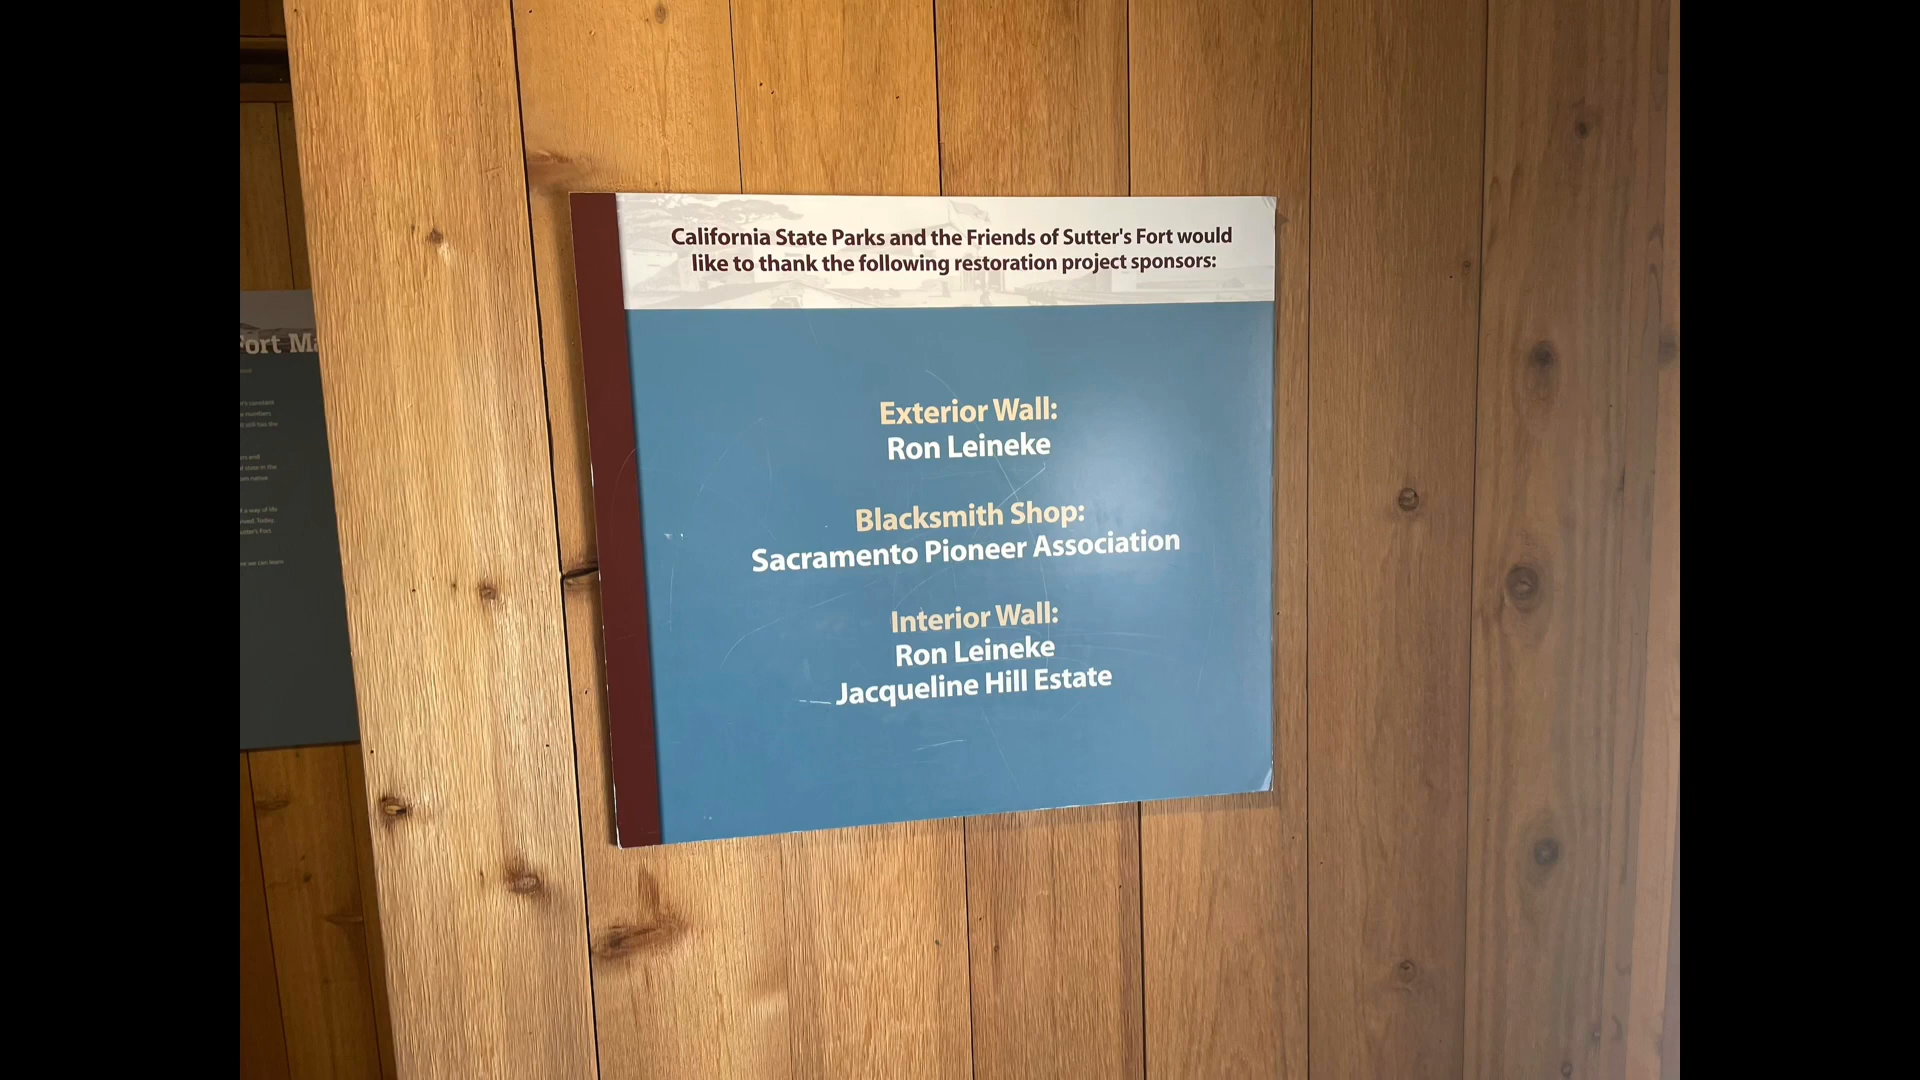 California State Parks and the Friends of Sutter's Fort would
like to thank the following restoration project sponsors:
Exterior Wall:
Ron Leineke
Blacksmith Shop:
Sacramento Pioneer Association
Interior Wall:
Ron Leineke
Jacqueline Hill Estate
Fort